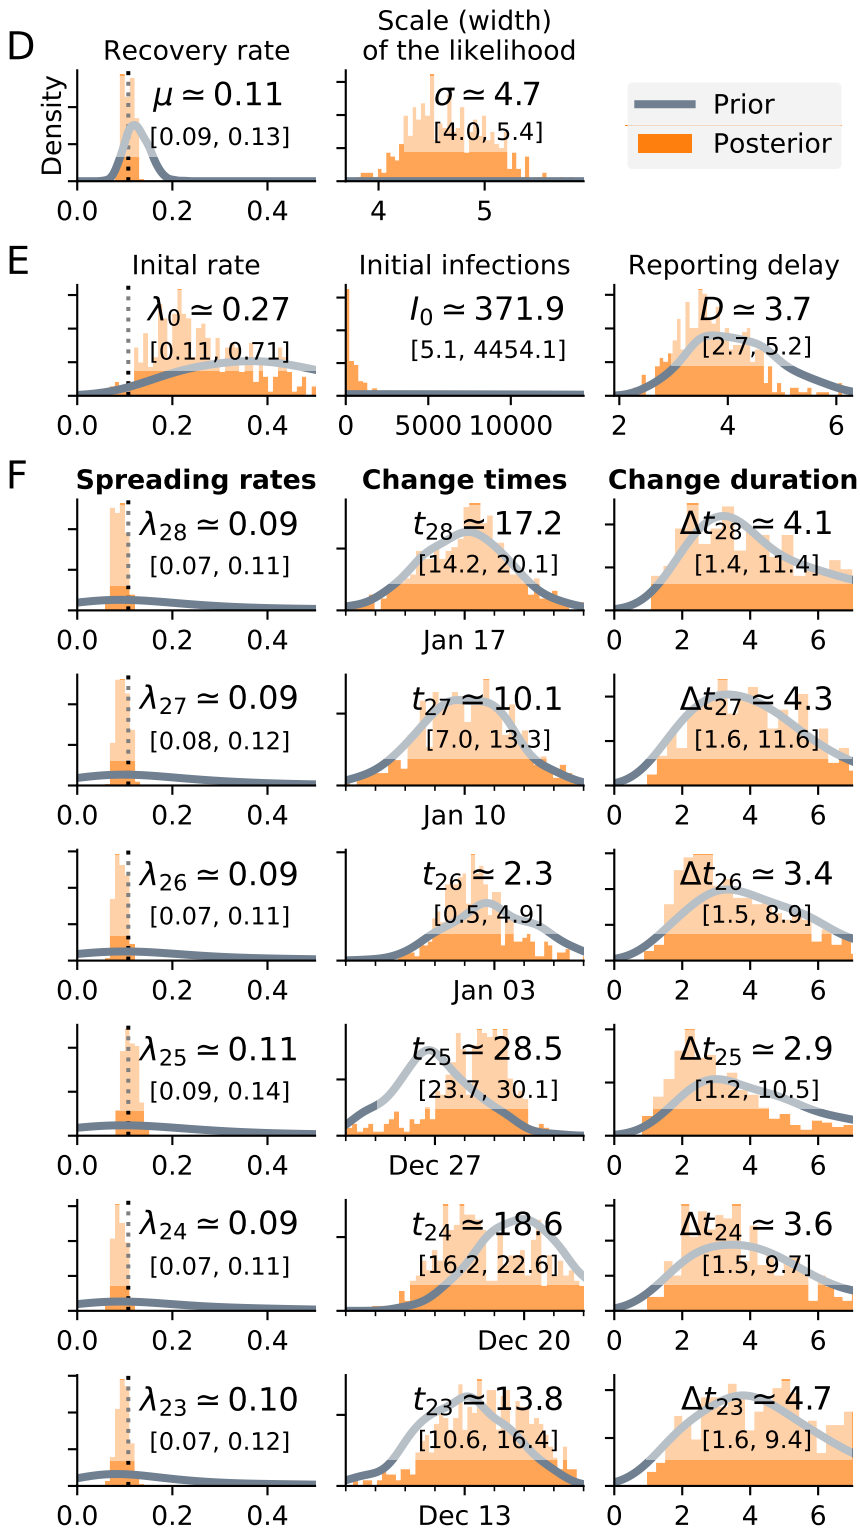 D
Recovery rate
Scale (width)
of the likelihood
Density
μ ≃ 0.11
[0.09, 0.13]
σ ≃ 4.7
[4.0, 5.4]
Prior
Posterior
0.0 0.2 0.4
4 5
E
Inital rate
Initial infections
Reporting delay
λ0 ≃ 0.27
[0.11, 0.71]
I0 ≃ 371.9
[5.1, 4454.1]
D ≃ 3.7
[2.7, 5.2]
0.0 0.2 0.4
0 5000 10000
2 4 6
F
Spreading rates
Change times
Change duration
λ28 ≃ 0.09
[0.07, 0.11]
t28 ≃ 17.2
[14.2, 20.1]
Δt28 ≃ 4.1
[1.4, 11.4]
0.0 0.2 0.4
Jan 17
0 2 4 6
λ27 ≃ 0.09
[0.08, 0.12]
t27 ≃ 10.1
[7.0, 13.3]
Δt27 ≃ 4.3
[1.6, 11.6]
0.0 0.2 0.4
Jan 10
0 2 4 6
λ26 ≃ 0.09
[0.07, 0.11]
t26 ≃ 2.3
[0.5, 4.9]
Δt26 ≃ 3.4
[1.5, 8.9]
0.0 0.2 0.4
Jan 03
0 2 4 6
λ25 ≃ 0.11
[0.09, 0.14]
t25 ≃ 28.5
[23.7, 30.1]
Δt25 ≃ 2.9
[1.2, 10.5]
0.0 0.2 0.4
Dec 27
0 2 4 6
λ24 ≃ 0.09
[0.07, 0.11]
t24 ≃ 18.6
[16.2, 22.6]
Δt24 ≃ 3.6
[1.5, 9.7]
0.0 0.2 0.4
Dec 20
0 2 4 6
λ23 ≃ 0.10
[0.07, 0.12]
t23 ≃ 13.8
[10.6, 16.4]
Δt23 ≃ 4.7
[1.6, 9.4]
0.0 0.2 0.4
Dec 13
0 2 4 6